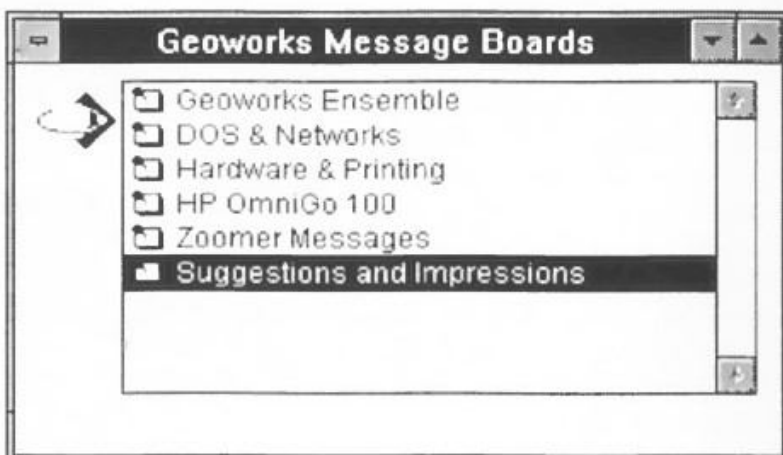 Geoworks Message Boards
Geoworks Ensemble
DOS & Networks
Hardware & Printing
HP OmniGo 100
Zoomer Messages
Suggestions and Impressions